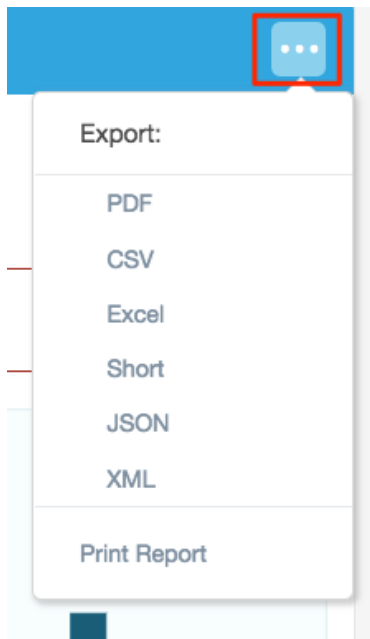 Export:
PDF
CSV
Excel
Short
JSON
XML
Print Report